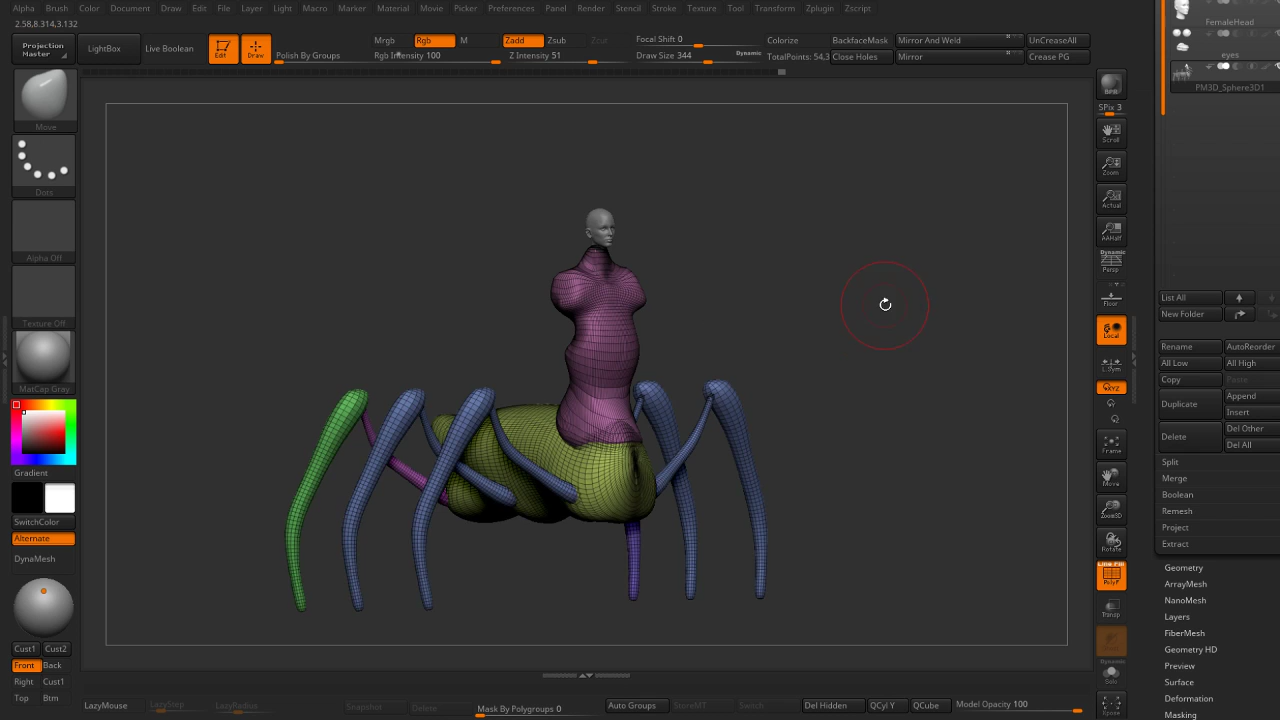 Alpha Brush Color Document Draw Edit File Layer Light Macro Marker Material Movie Picker Preferences Panel Render Stencil Stroke Texture Tool Transform Zplugin Zscript
2.58,8.314,3.132
Projection
Master
LightBox
Live Boolean
Edit
Draw
Polish By Groups
Mrgb
Rgb
M
Rgb Intensity 100
Zadd
Zsub
Zcut
Z Intensity 51
Focal Shift 0
Draw Size 344
Dynamic
Colorize
TotalPoints: 54,3
BackfaceMask
Close Holes
Mirror And Weld
Mirror
UnCreaseAll
Crease PG
Move
Dots
Alpha Off
Texture Off
MatCap Gray
Gradient
SwitchColor
Alternate
DynaMesh
Cust1 Cust2
Front Back
Right Cust1
Top Btm
BPR
SPix 3
Scroll
Zoom
Actual
AAHalf
Dynamic
Persp
Floor
Local
L.Sym
XYZ
Frame
Move
Zoom3D
Rotate
Line Fill
PolyF
Transp
Dynamic
Solo
Xpose
FemaleHead
eyes
PM3D_Sphere3D1
List All
New Folder
Rename AutoReorder
All Low All High
Copy Paste
Duplicate Append
Insert
Delete Del Other
Del All
Split
Merge
Boolean
Remesh
Project
Extract
Geometry
ArrayMesh
NanoMesh
Layers
FiberMesh
Geometry HD
Preview
Surface
Deformation
Masking
LazyMouse
LazyStep
LazyRadius
Snapshot
Delete
Mask By Polygroups 0
Auto Groups
StoreMT
Switch
Del Hidden
QCyl Y
QCube
Model Opacity 100